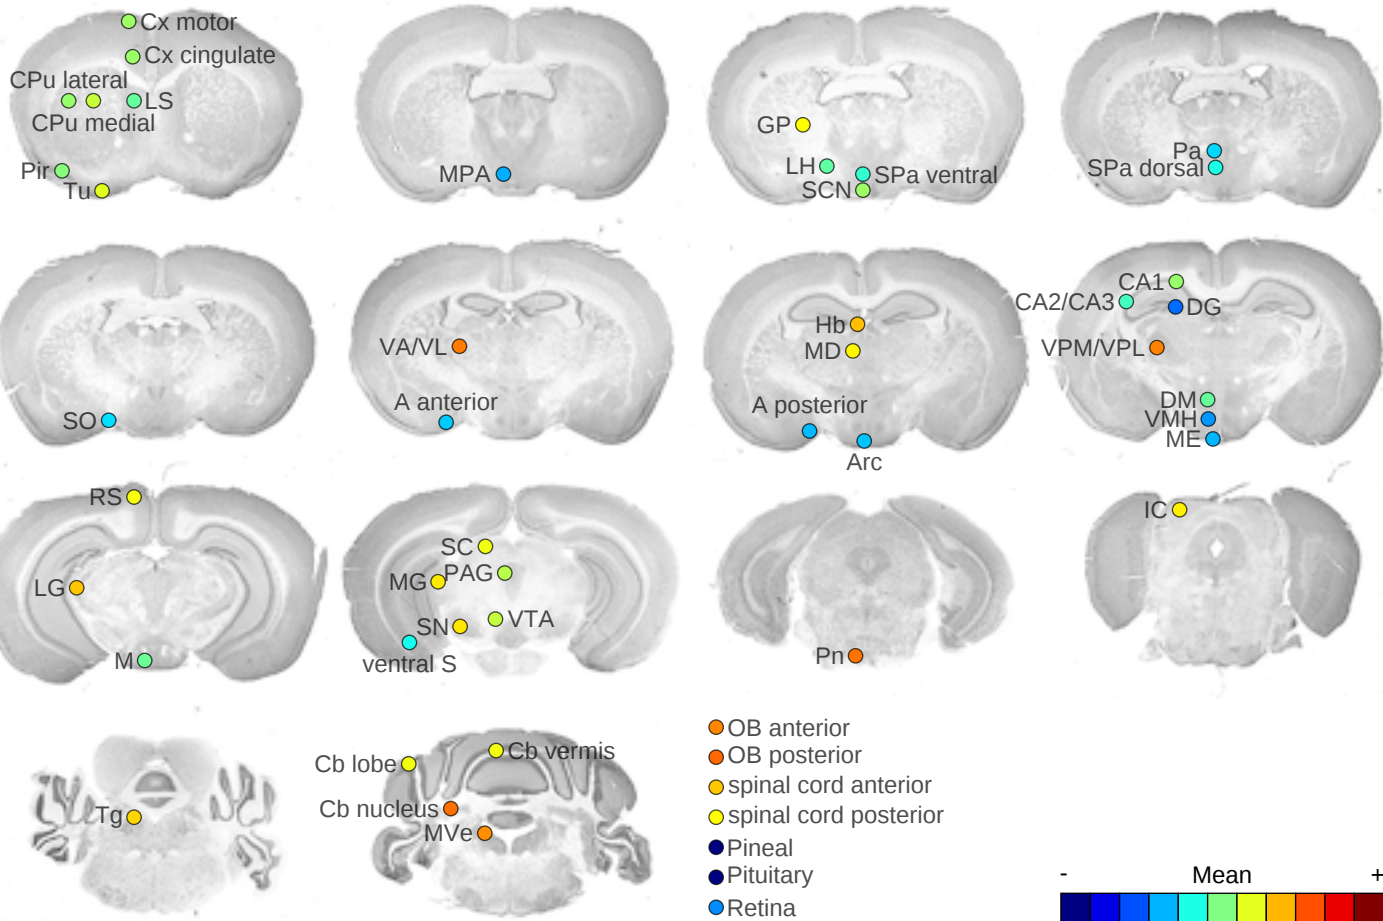 Cx motor
Cx cingulate
CPu lateral
LS
CPu medial
Pir
Tu
MPA
GP
LH
SPa ventral
SCN
Pa
SPa dorsal
SO
VA/VL
A anterior
Hb
MD
A posterior
Arc
CA1
CA2/CA3
DG
VPM/VPL
DM
VMH
ME
RS
LG
M
SC
PAG
MG
SN
VTA
ventral S
Pn
IC
Tg
Cb lobe
Cb vermis
Cb nucleus
MVe
OB anterior
OB posterior
spinal cord anterior
spinal cord posterior
Pineal
Pituitary
Retina
- Mean +